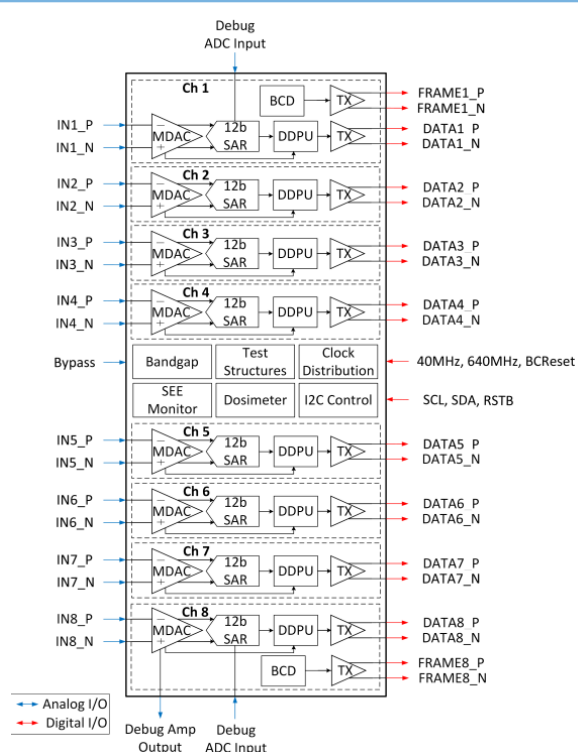 Debug
ADC Input
Ch 1
BCD
TX
FRAME1_P
FRAME1_N
IN1_P
IN1_N
MDAC
12b
SAR
DDPU
TX
DATA1_P
DATA1_N
Ch 2
IN2_P
IN2_N
MDAC
12b
SAR
DDPU
TX
DATA2_P
DATA2_N
Ch 3
IN3_P
IN3_N
MDAC
12b
SAR
DDPU
TX
DATA3_P
DATA3_N
Ch 4
IN4_P
IN4_N
MDAC
12b
SAR
DDPU
TX
DATA4_P
DATA4_N
Bypass
Bandgap
Test
Structures
Clock
Distribution
40MHz, 640MHz, BCReset
SEE
Monitor
Dosimeter
I2C Control
SCL, SDA, RSTB
Ch 5
IN5_P
IN5_N
MDAC
12b
SAR
DDPU
TX
DATA5_P
DATA5_N
Ch 6
IN6_P
IN6_N
MDAC
12b
SAR
DDPU
TX
DATA6_P
DATA6_N
Ch 7
IN7_P
IN7_N
MDAC
12b
SAR
DDPU
TX
DATA7_P
DATA7_N
Ch 8
IN8_P
IN8_N
MDAC
12b
SAR
DDPU
TX
DATA8_P
DATA8_N
BCD
TX
FRAME8_P
FRAME8_N
Analog I/O
Digital I/O
Debug Amp
Output
Debug
ADC Input